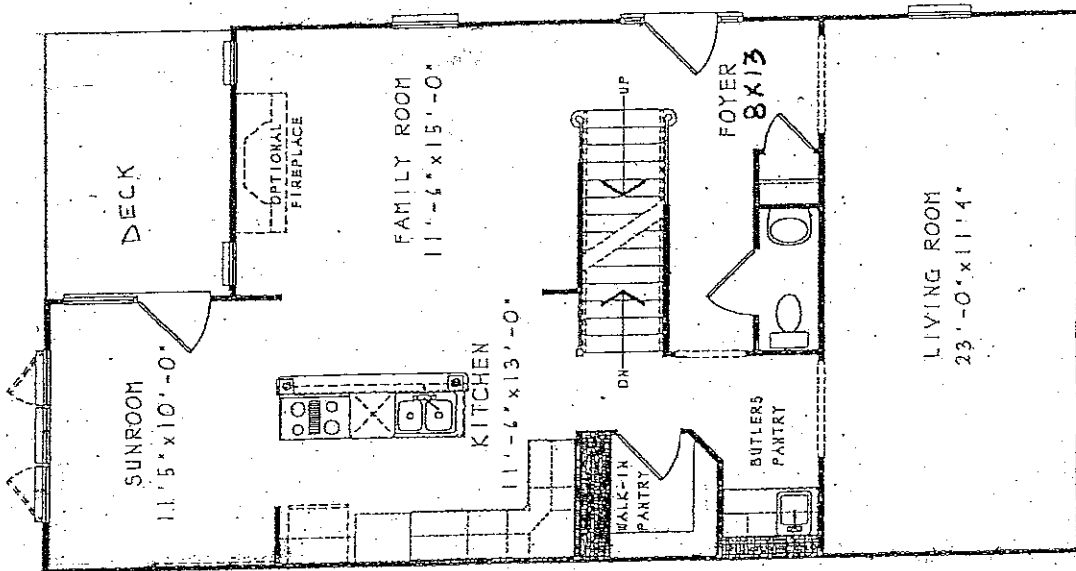 DECK
OPTIONAL
FIREPLACE
FAMILY ROOM
11'-6"x15'-0"
UP
FOYER
8X13
SUNROOM
11'5"x10'-0"
KITCHEN
11'-6"x13'-0"
DN
WALK-IN
PANTRY
BUTLERS
PANTRY
LIVING ROOM
23'-0"x11'4"